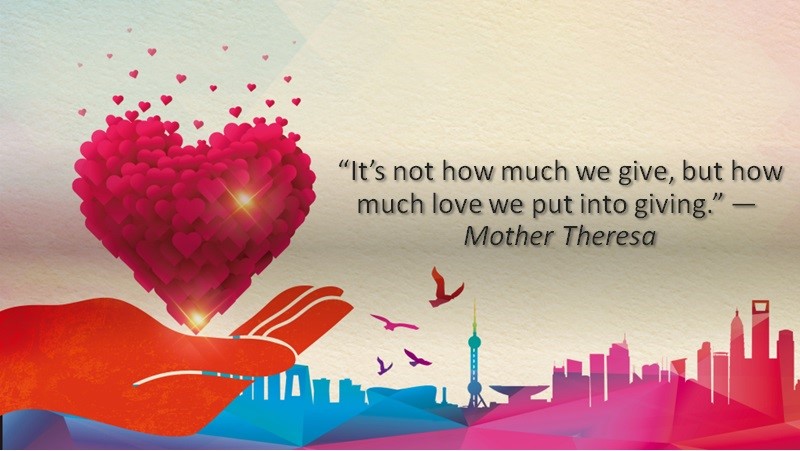 “It’s not how much we give, but how
much love we put into giving.” —
Mother Theresa